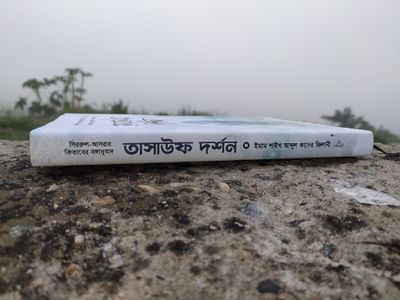 সিররুল-আসরার
কিতাবের বঙ্গানুবাদ
তাসাউফ দর্শন
ইমাম শাইখ আব্দুল কাদের জিলানী